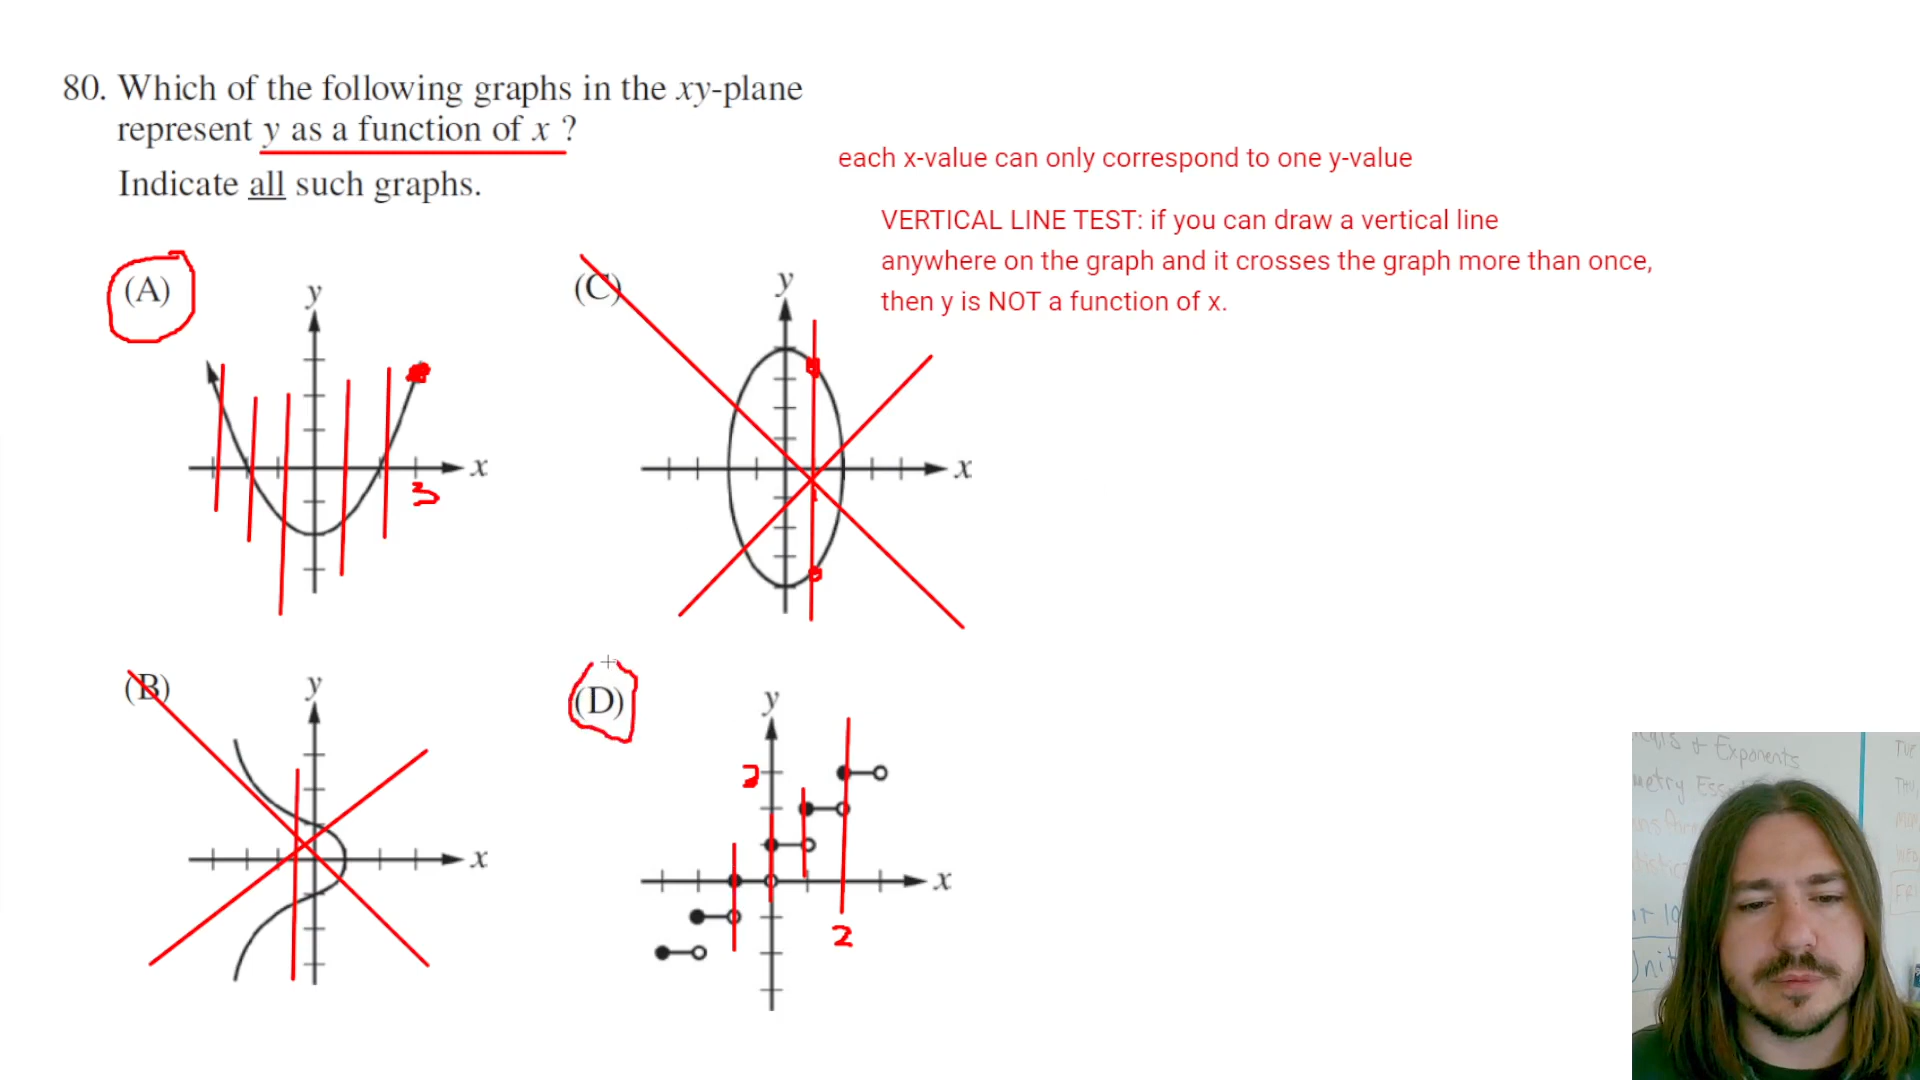 80. Which of the following graphs in the xy-plane
represent y as a function of x ?
Indicate all such graphs.
each x-value can only correspond to one y-value
VERTICAL LINE TEST: if you can draw a vertical line
anywhere on the graph and it crosses the graph more than once,
then y is NOT a function of x.
(A)
y
x
3
(C)
y
x
(B)
y
x
(D)
y
x
2
& Exponents